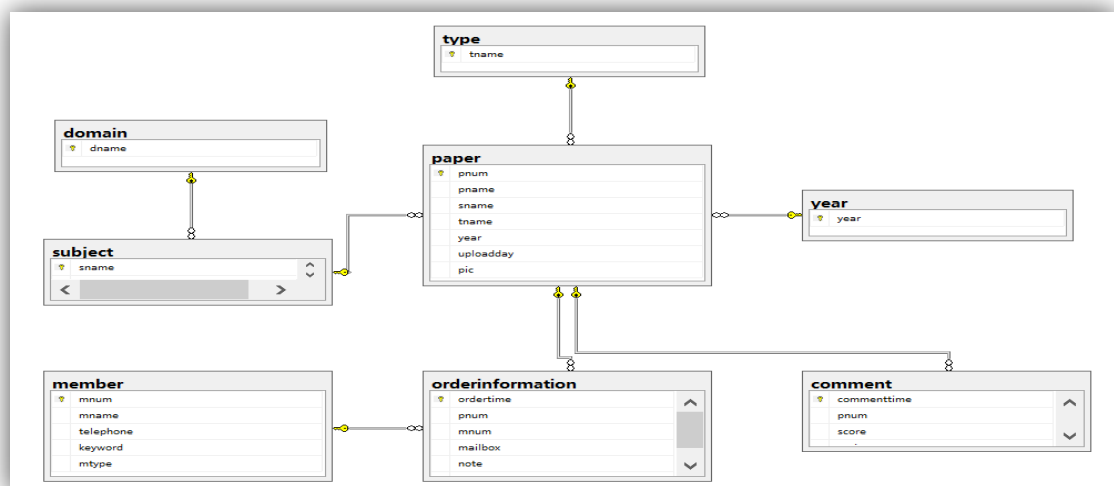 type
tname
domain
dname
paper
pnum
pname
sname
tname
year
uploadday
pic
year
year
subject
sname
member
mnum
mname
telephone
keyword
mtype
orderinformation
ordertime
pnum
mnum
mailbox
note
comment
commenttime
pnum
score